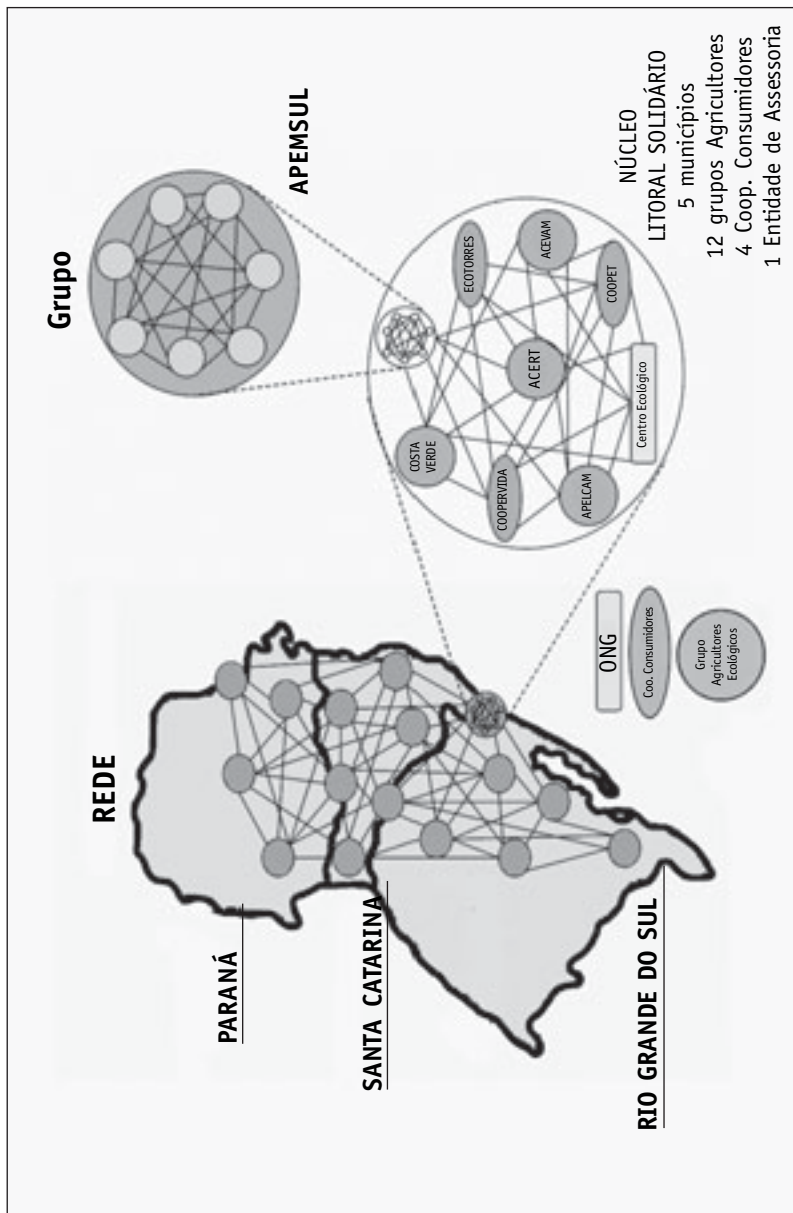 REDE
PARANÁ
SANTA CATARINA
RIO GRANDE DO SUL
ONG
Coo. Consumidores
Grupo
Agricultores
Ecológicos
Grupo
APEMSUL
COSTA
VERDE
ECOTORRES
COOPERVIDA
ACERT
ACEVAM
APELCAM
COOPET
Centro Ecológico
NÚCLEO
LITORAL SOLIDÁRIO
5 municípios
12 grupos Agricultores
4 Coop. Consumidores
1 Entidade de Assessoria